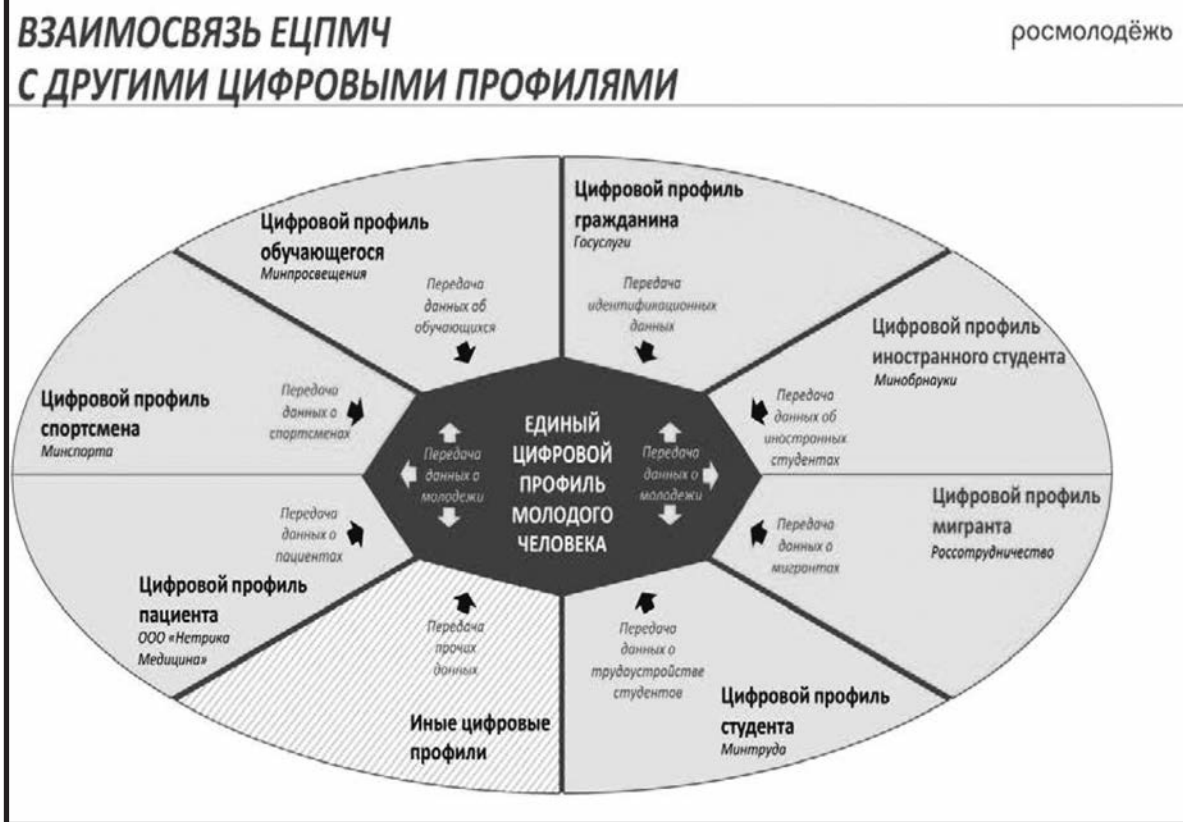 ВЗАИМОСВЯЗЬ ЕЦПМЧ
С ДРУГИМИ ЦИФРОВЫМИ ПРОФИЛЯМИ
росмолодёжь
Цифровой профиль
гражданина
Госуслуги
Передача
идентификационных
данных
Цифровой профиль
обучающегося
Минпросвещения
Передача
данных об
обучающихся
Цифровой профиль
иностранного студента
Минобрнауки
Передача
данных об
иностранных
студентах
Цифровой профиль
спортсмена
Минспорта
Передача
данных о
спортсменах
ЕДИНЫЙ
ЦИФРОВОЙ
ПРОФИЛЬ
МОЛОДОГО
ЧЕЛОВЕКА
Передача
данных о
молодежи
Передача
данных о
молодежи
Цифровой профиль
мигранта
Россотрудничество
Передача
данных о
мигрантах
Передача
данных о
пациентах
Цифровой профиль
пациента
ООО «Нетрика
Медицина»
Передача
прочих
данных
Иные цифровые
профили
Передача
данных о
трудоустройстве
студентов
Цифровой профиль
студента
Минтруда